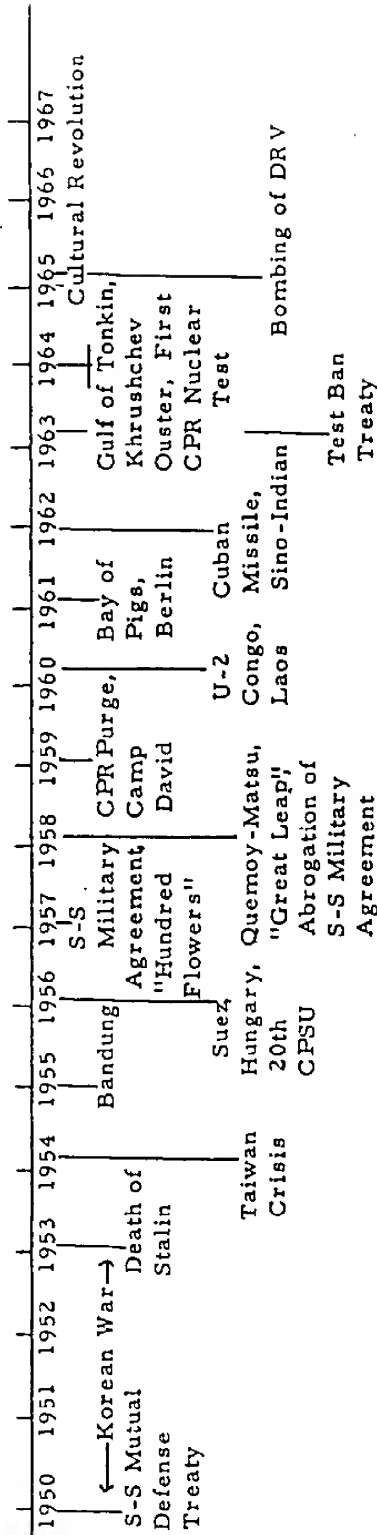 1950 1951 1952 1953 1954 1955 1956 1957 1958 1959 1960 1961 1962 1963 1964 1965 1966 1967
S-S Mutual
Defense
Treaty
←Korean War→
Death of
Stalin
Taiwan
Crisis
Bandung
Suez,
Hungary,
20th
CPSU
S-S
Military
Agreement,
"Hundred
Flowers"
Quemoy-Matsu,
"Great Leap",
Abrogation of
S-S Military
Agreement
CPR Purge,
Camp
David
U-2
Congo,
Laos
Bay of
Pigs,
Berlin
Cuban
Missile,
Sino-Indian
Test Ban
Treaty
Gulf of Tonkin,
Khrushchev
Ouster, First
CPR Nuclear
Test
Cultural Revolution
Bombing of DRV